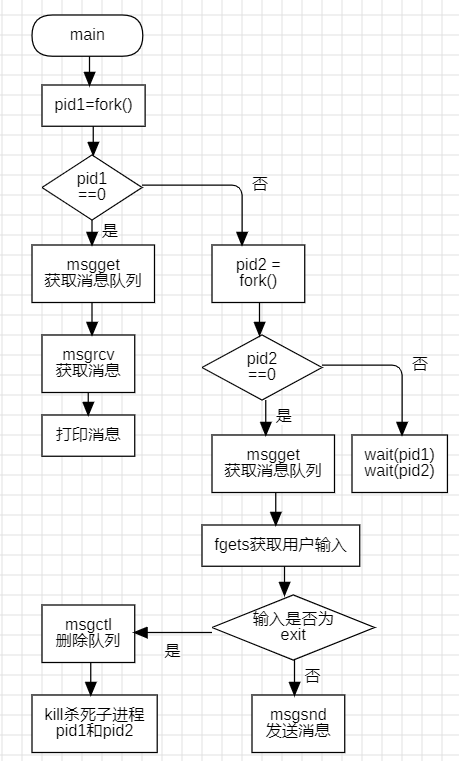 main
pid1=fork()
pid1
==0
否
是
msgget
获取消息队列
pid2 =
fork()
msgrcv
获取消息
pid2
==0
否
是
打印消息
msgget
获取消息队列
wait(pid1)
wait(pid2)
fgets获取用户输入
输入是否为
exit
msgctl
删除队列
是
否
kill杀死子进程
pid1和pid2
msgsnd
发送消息